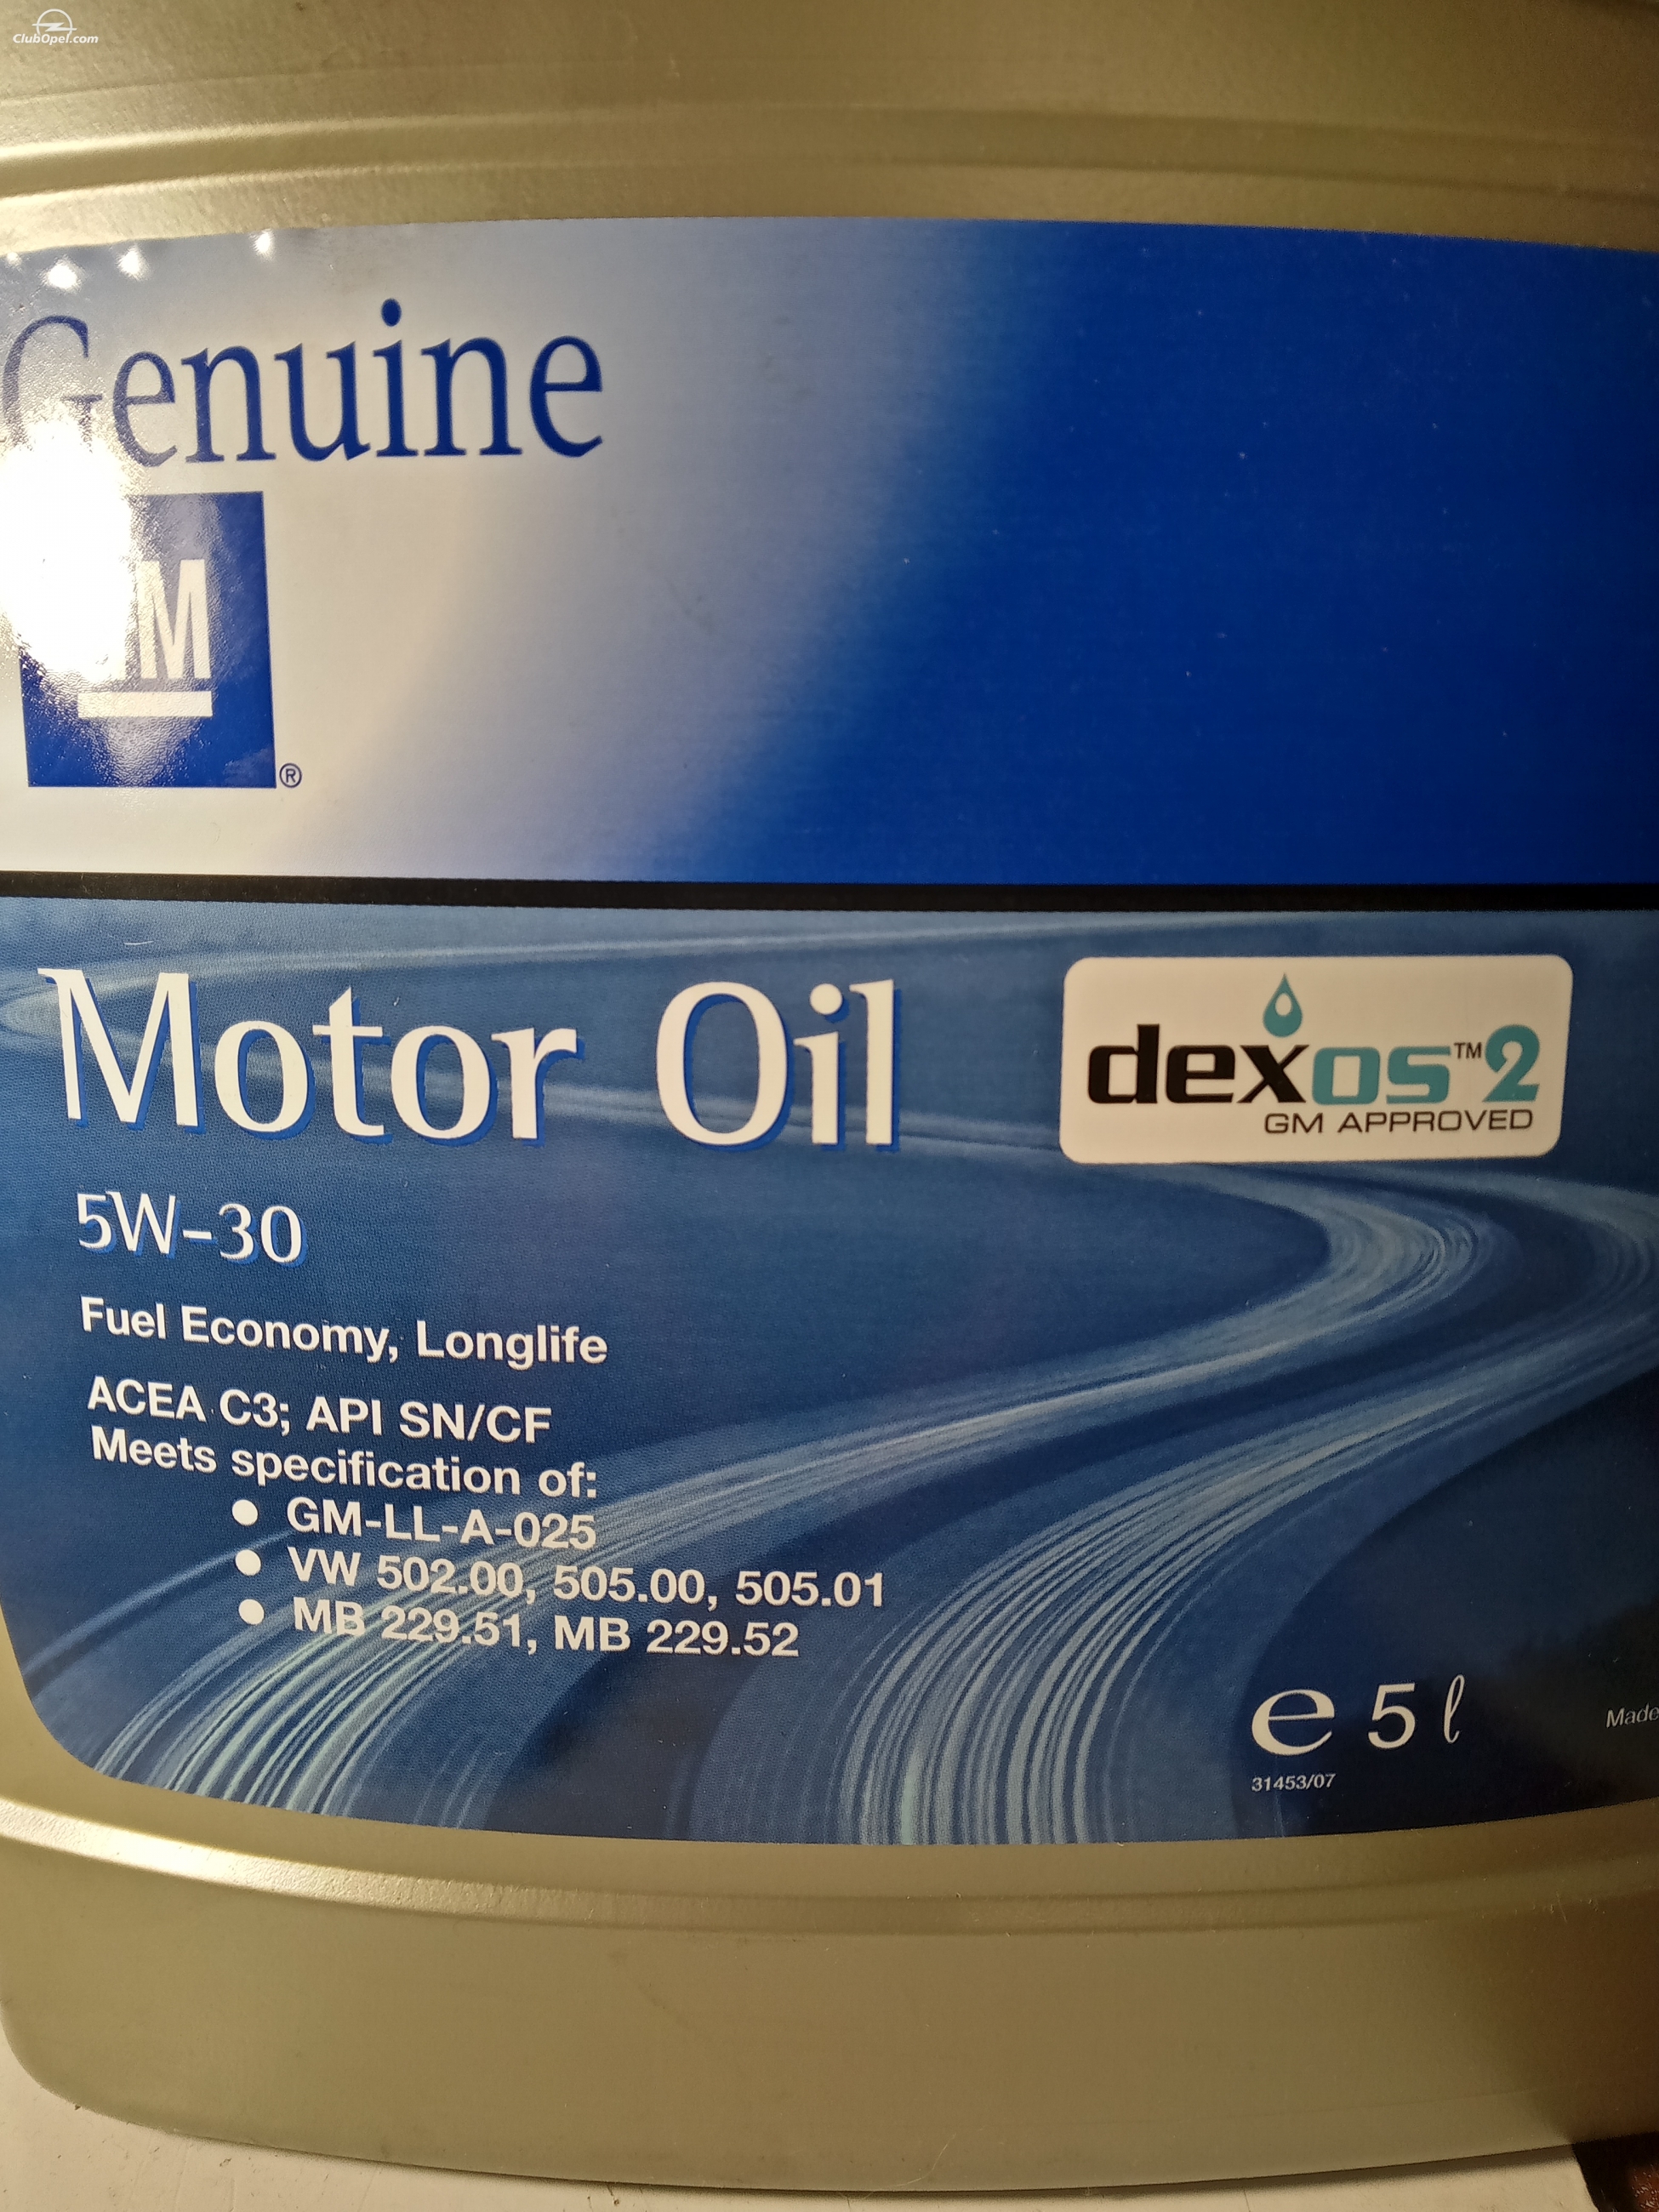 ClubOpel.com
Genuine
GM
®
Motor Oil
dexos™2
GM APPROVED
5W-30
Fuel Economy, Longlife
ACEA C3; API SN/CF
Meets specification of:
● GM-LL-A-025
● VW 502.00, 505.00, 505.01
● MB 229.51, MB 229.52
e 5 ℓ
Made
31453/07